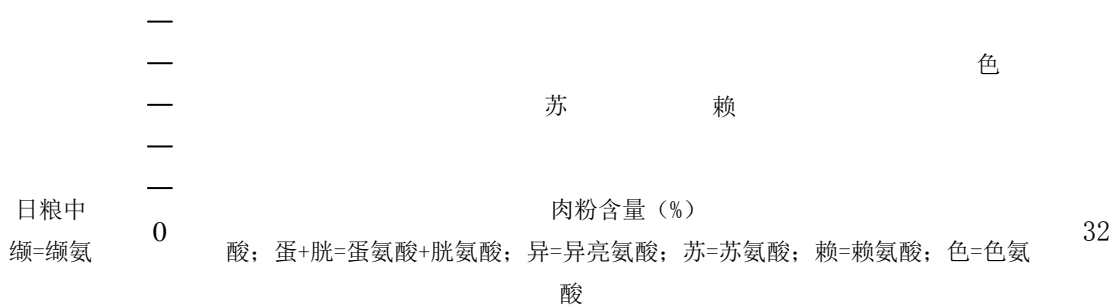 色
苏 赖
日粮中 肉粉含量（%）
0 32
缬=缬氨 酸；蛋+胱=蛋氨酸+胱氨酸；异=异亮氨酸；苏=苏氨酸；赖=赖氨酸；色=色氨
酸